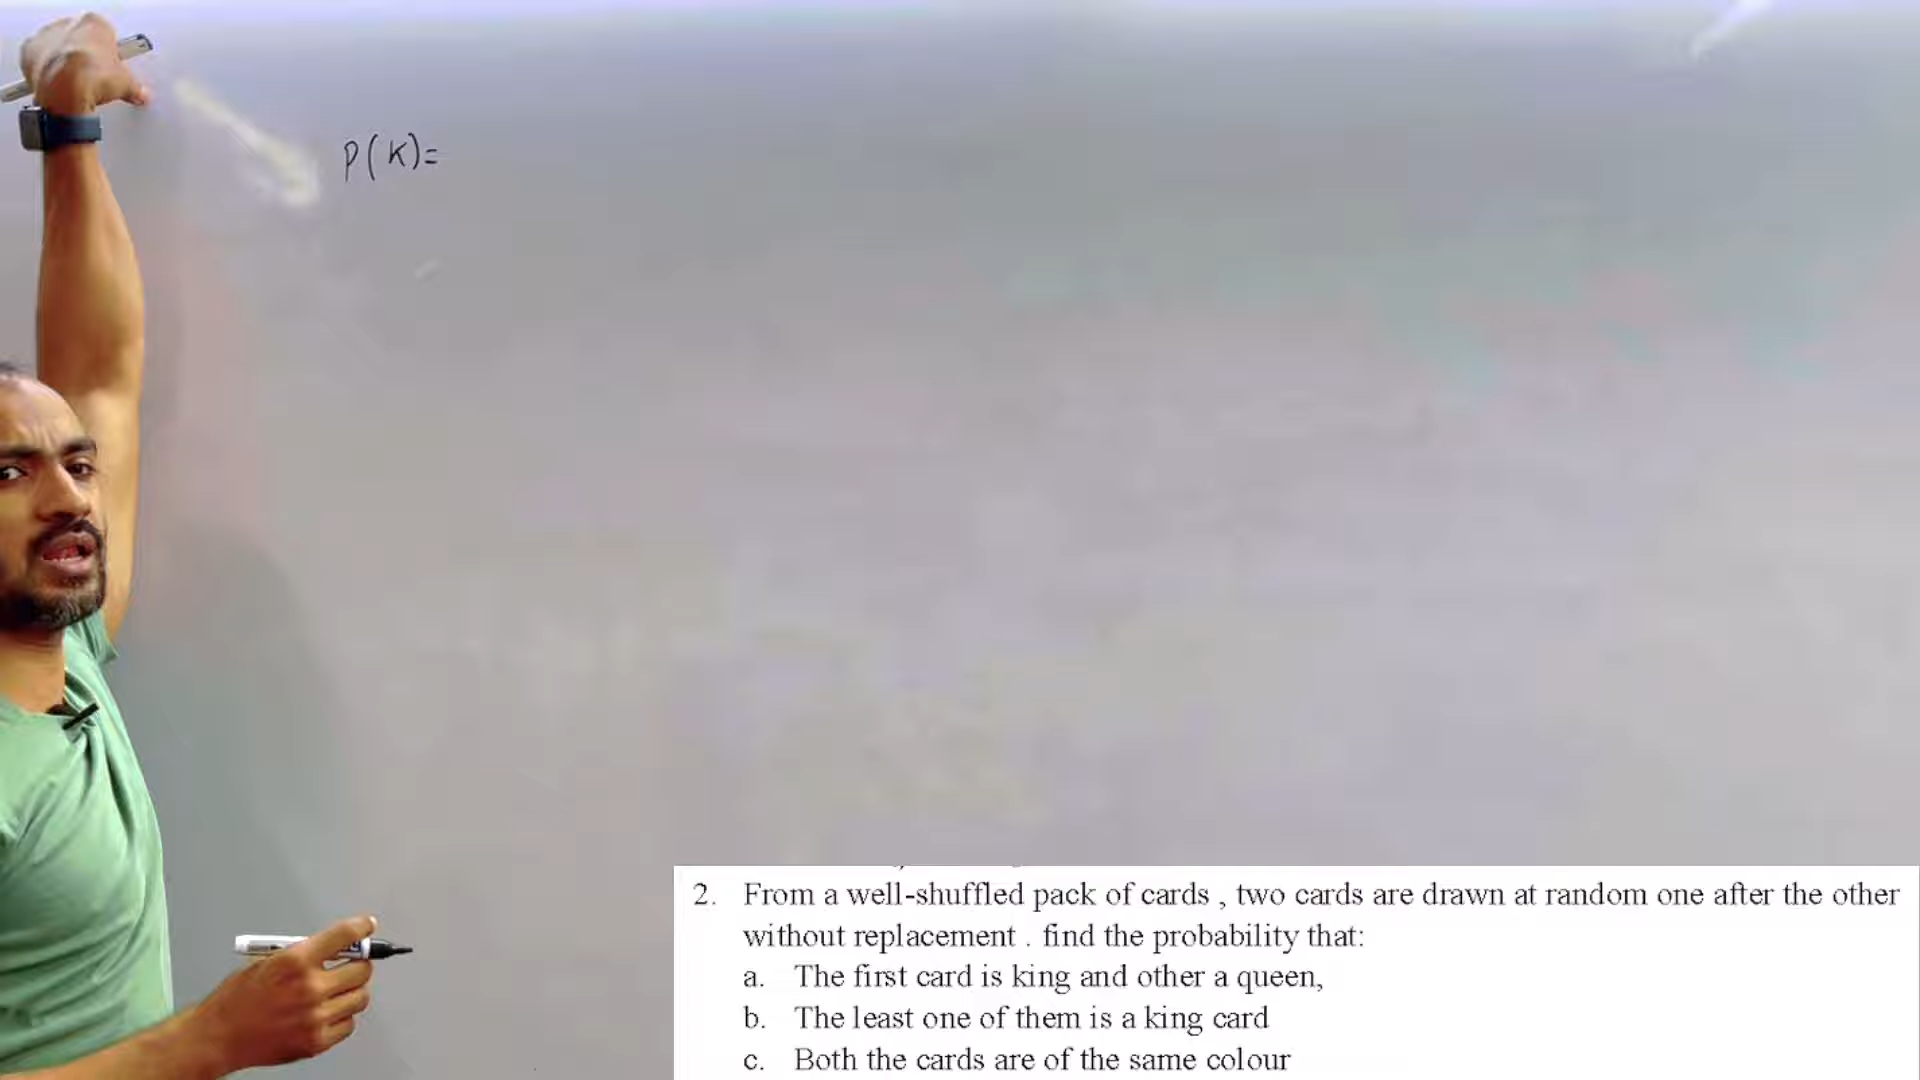 P(K)=
2. From a well-shuffled pack of cards , two cards are drawn at random one after the other
without replacement . find the probability that:
a. The first card is king and other a queen,
b. The least one of them is a king card
c. Both the cards are of the same colour